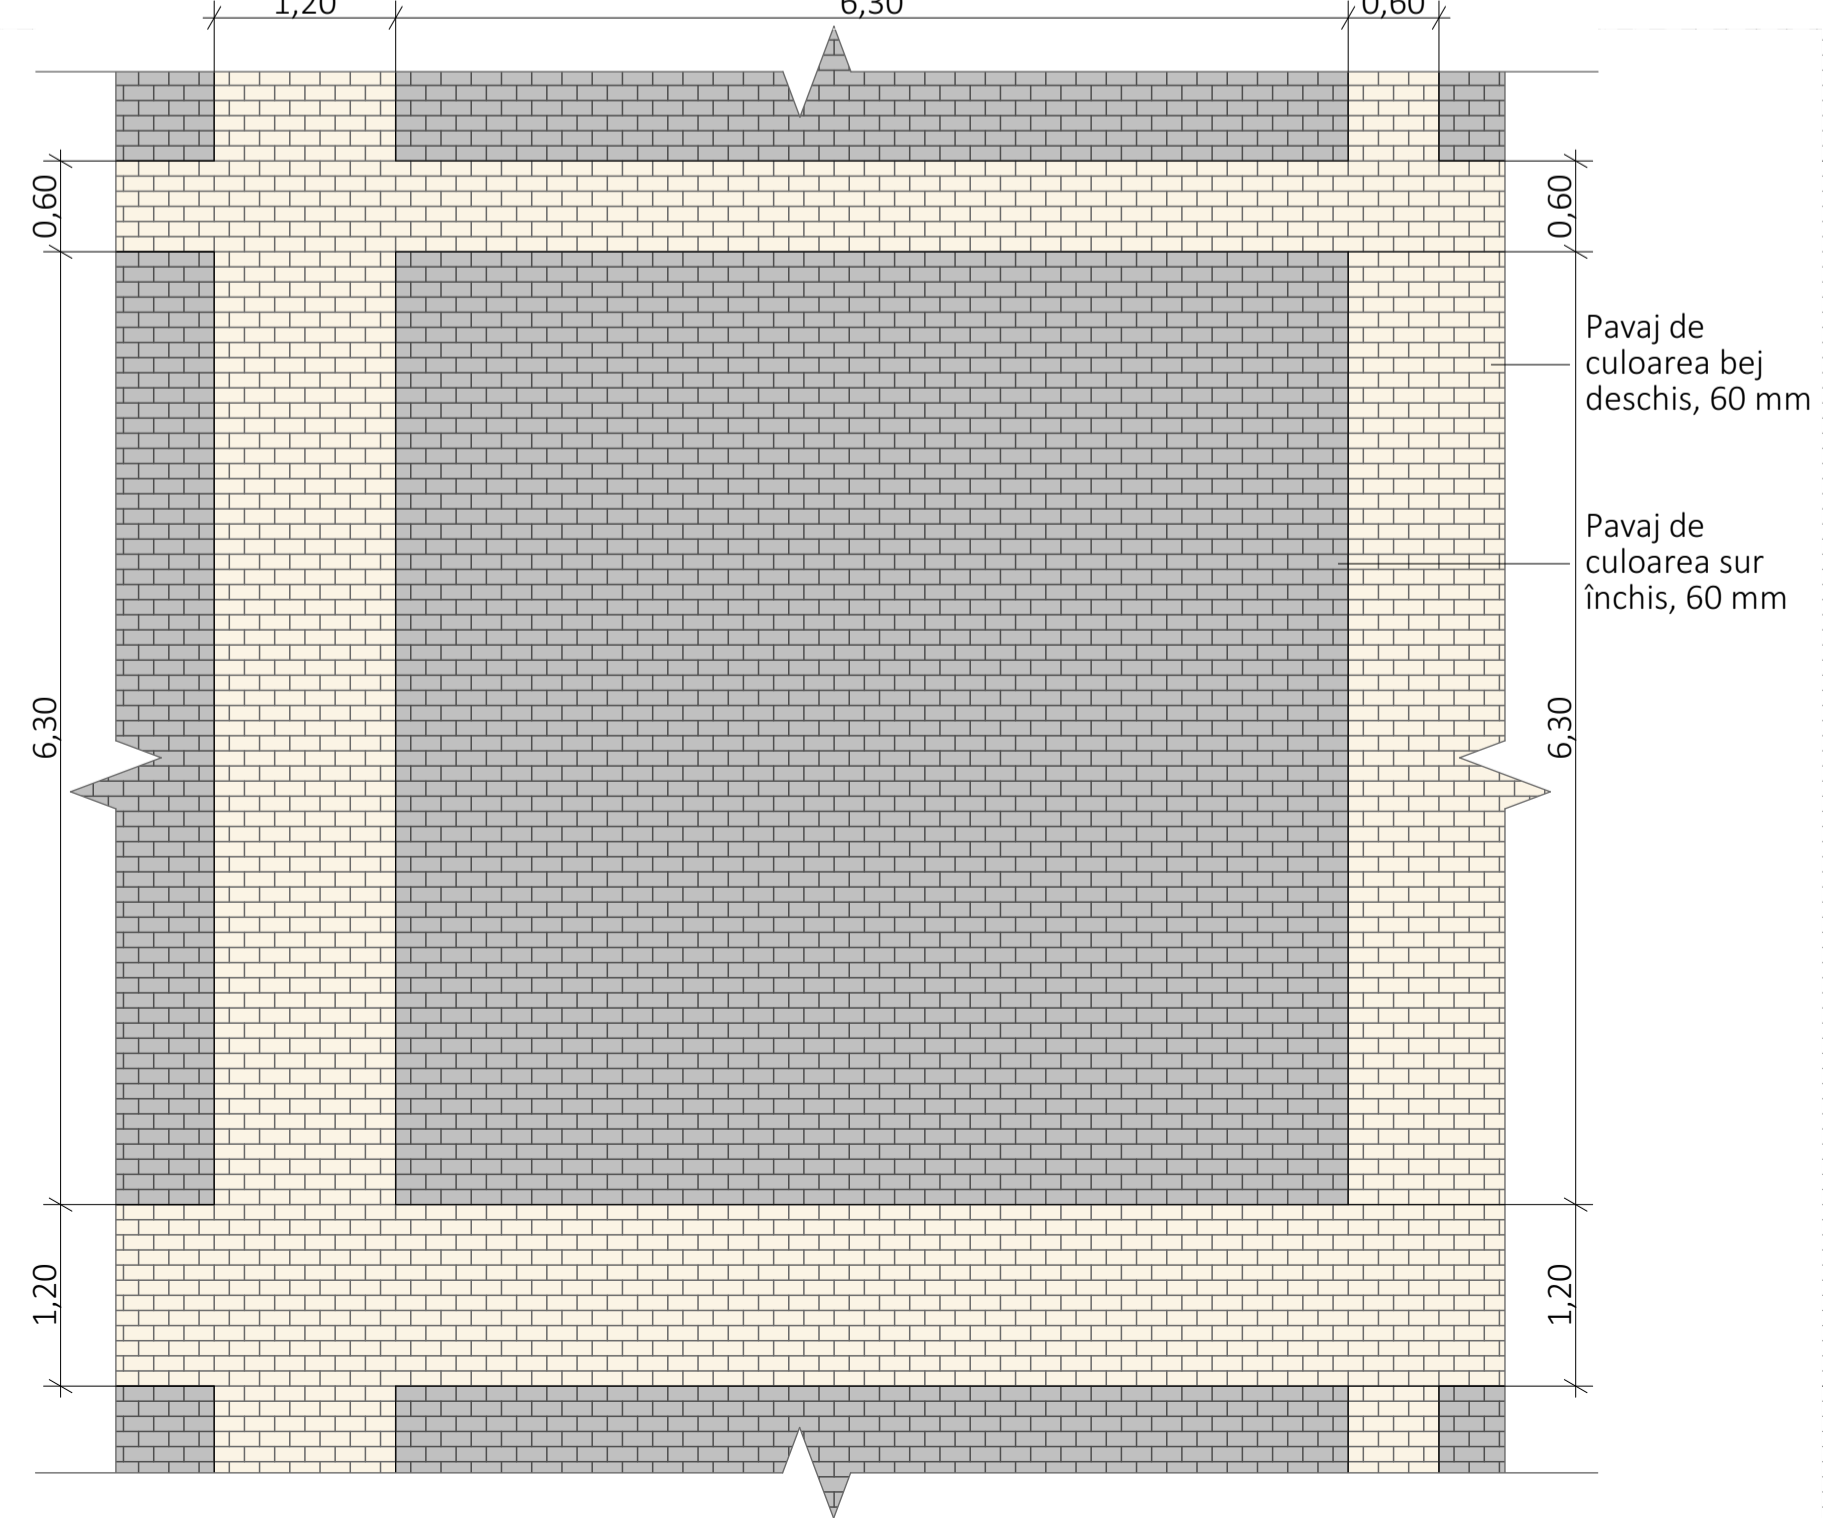 1,20
6,30
0,60
0,60
0,60
Pavaj de
culoarea bej
deschis, 60 mm
Pavaj de
culoarea sur
închis, 60 mm
6,30
6,30
1,20
1,20